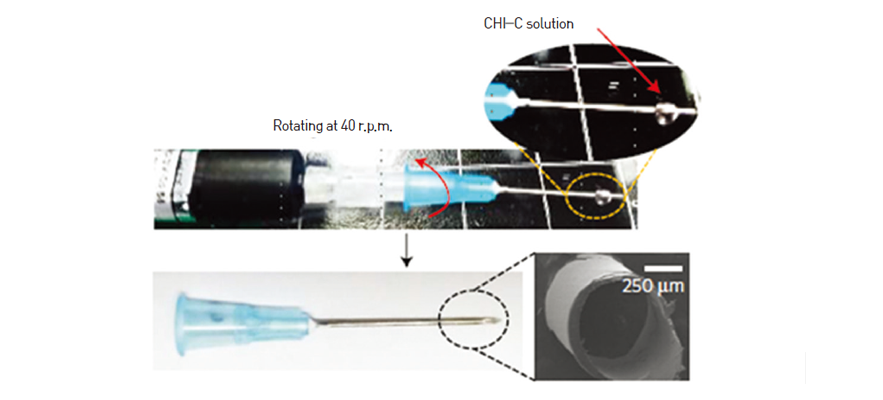 CHI–C solution
Rotating at 40 r.p.m.
250 μm